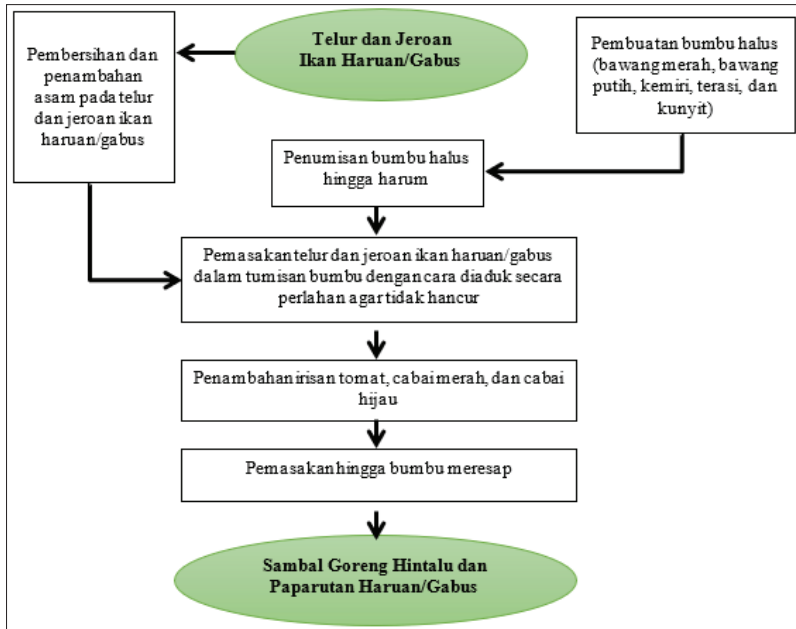 Telur dan Jeroan
Ikan Haruan/Gabus
Pembersihan dan
penambahan
asam pada telur
dan jeroan ikan
haruan/gabus
Pembuatan bumbu halus
(bawang merah, bawang
putih, kemiri, terasi, dan
kunyit)
Penumisan bumbu halus
hingga harum
Pemasakan telur dan jeroan ikan haruan/gabus
dalam tumisan bumbu dengan cara diaduk secara
perlahan agar tidak hancur
Penambahan irisan tomat, cabai merah, dan cabai
hijau
Pemasakan hingga bumbu meresap
Sambal Goreng Hintalu dan
Paparutan Haruan/Gabus